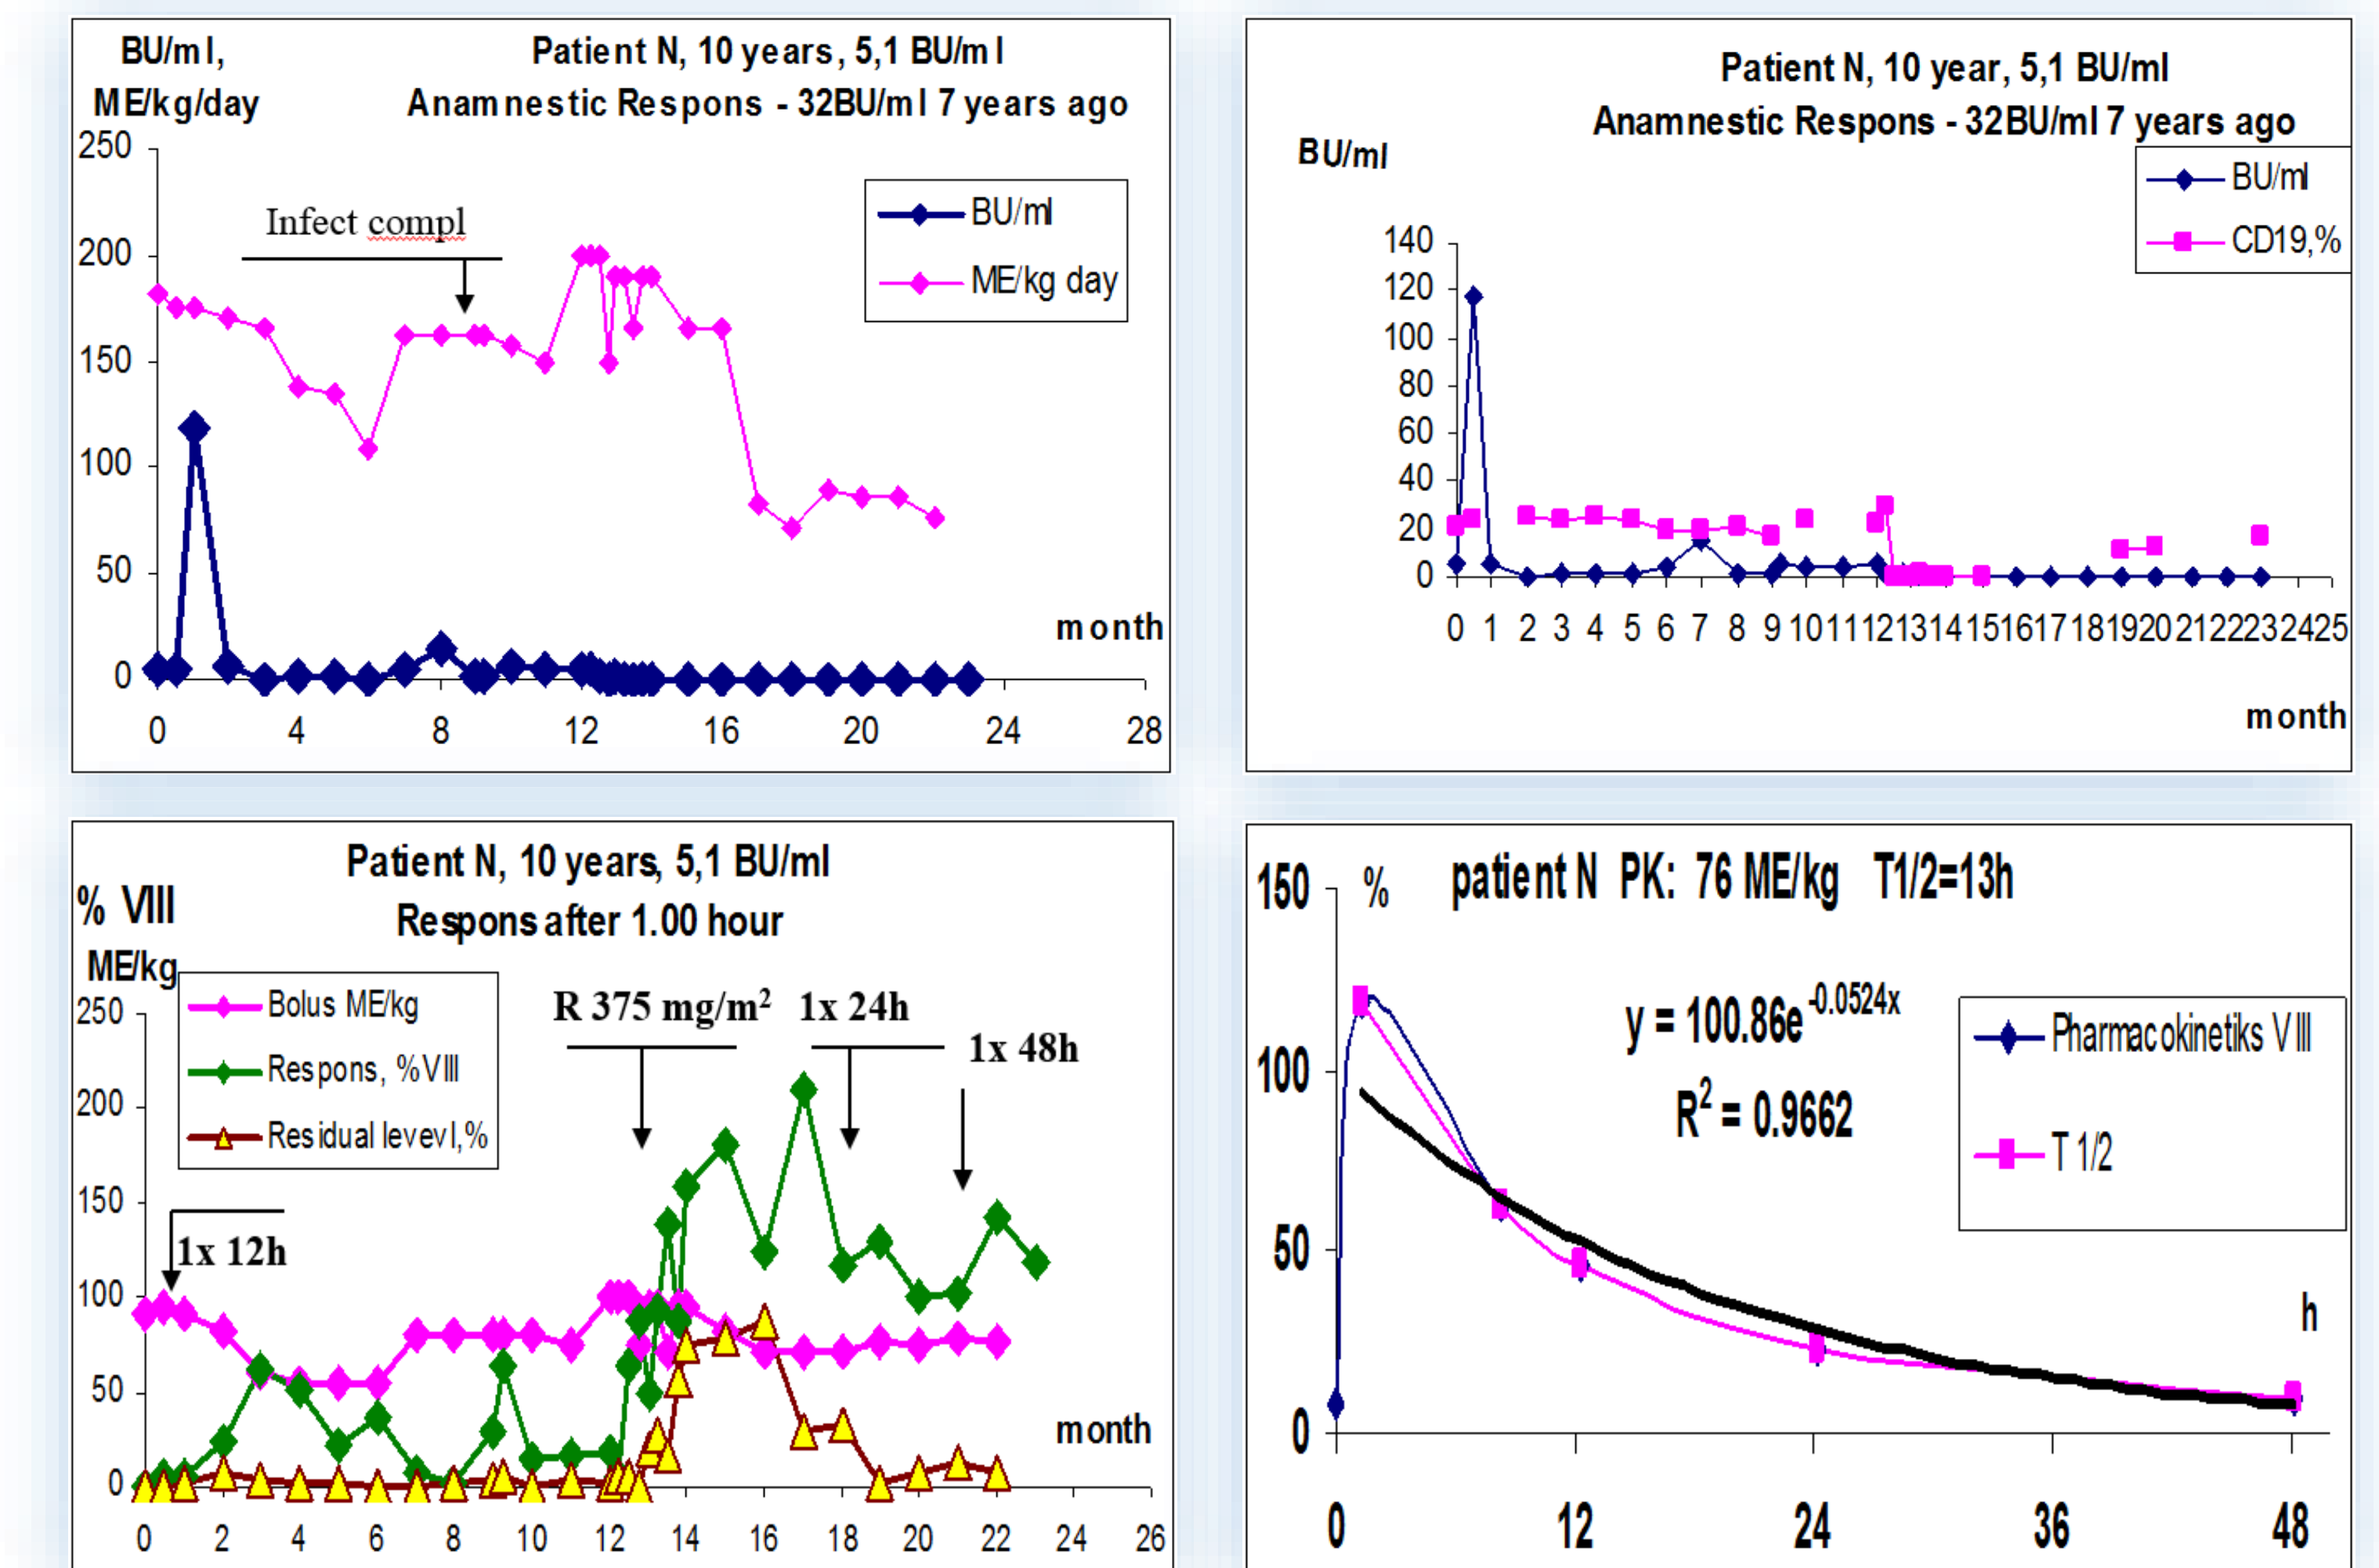 BU/ml,
ME/kg/day
Patient N, 10 years, 5,1 BU/ml
Anamnestic Respons - 32BU/ml 7 years ago
250
200
150
100
50
0
Infect compl
BU/ml
ME/kg day
month
0 4 8 12 16 20 24 28
Patient N, 10 year, 5,1 BU/ml
Anamnestic Respons - 32BU/ml 7 years ago
BU/ml
BU/ml
CD19,%
140
120
100
80
60
40
20
0
0 1 2 3 4 5 6 7 8 9 10 11 12 13 14 15 16 17 18 19 20 21 22 23 24 25
month
Patient N, 10 years, 5,1 BU/ml
Respons after 1.00 hour
% VIII
ME/kg
Bolus ME/kg
Respons, %VIII
Residual levevl,%
R 375 mg/m²
1x 24h
1x 48h
1x 12h
250
200
150
100
50
0
month
0 2 4 6 8 10 12 14 16 18 20 22 24 26
patient N PK: 76 ME/kg T1/2=13h
%
150
100
50
0
y = 100.86e^-0.0524x
R² = 0.9662
Pharmacokinetiks VIII
T 1/2
h
0 12 24 36 48